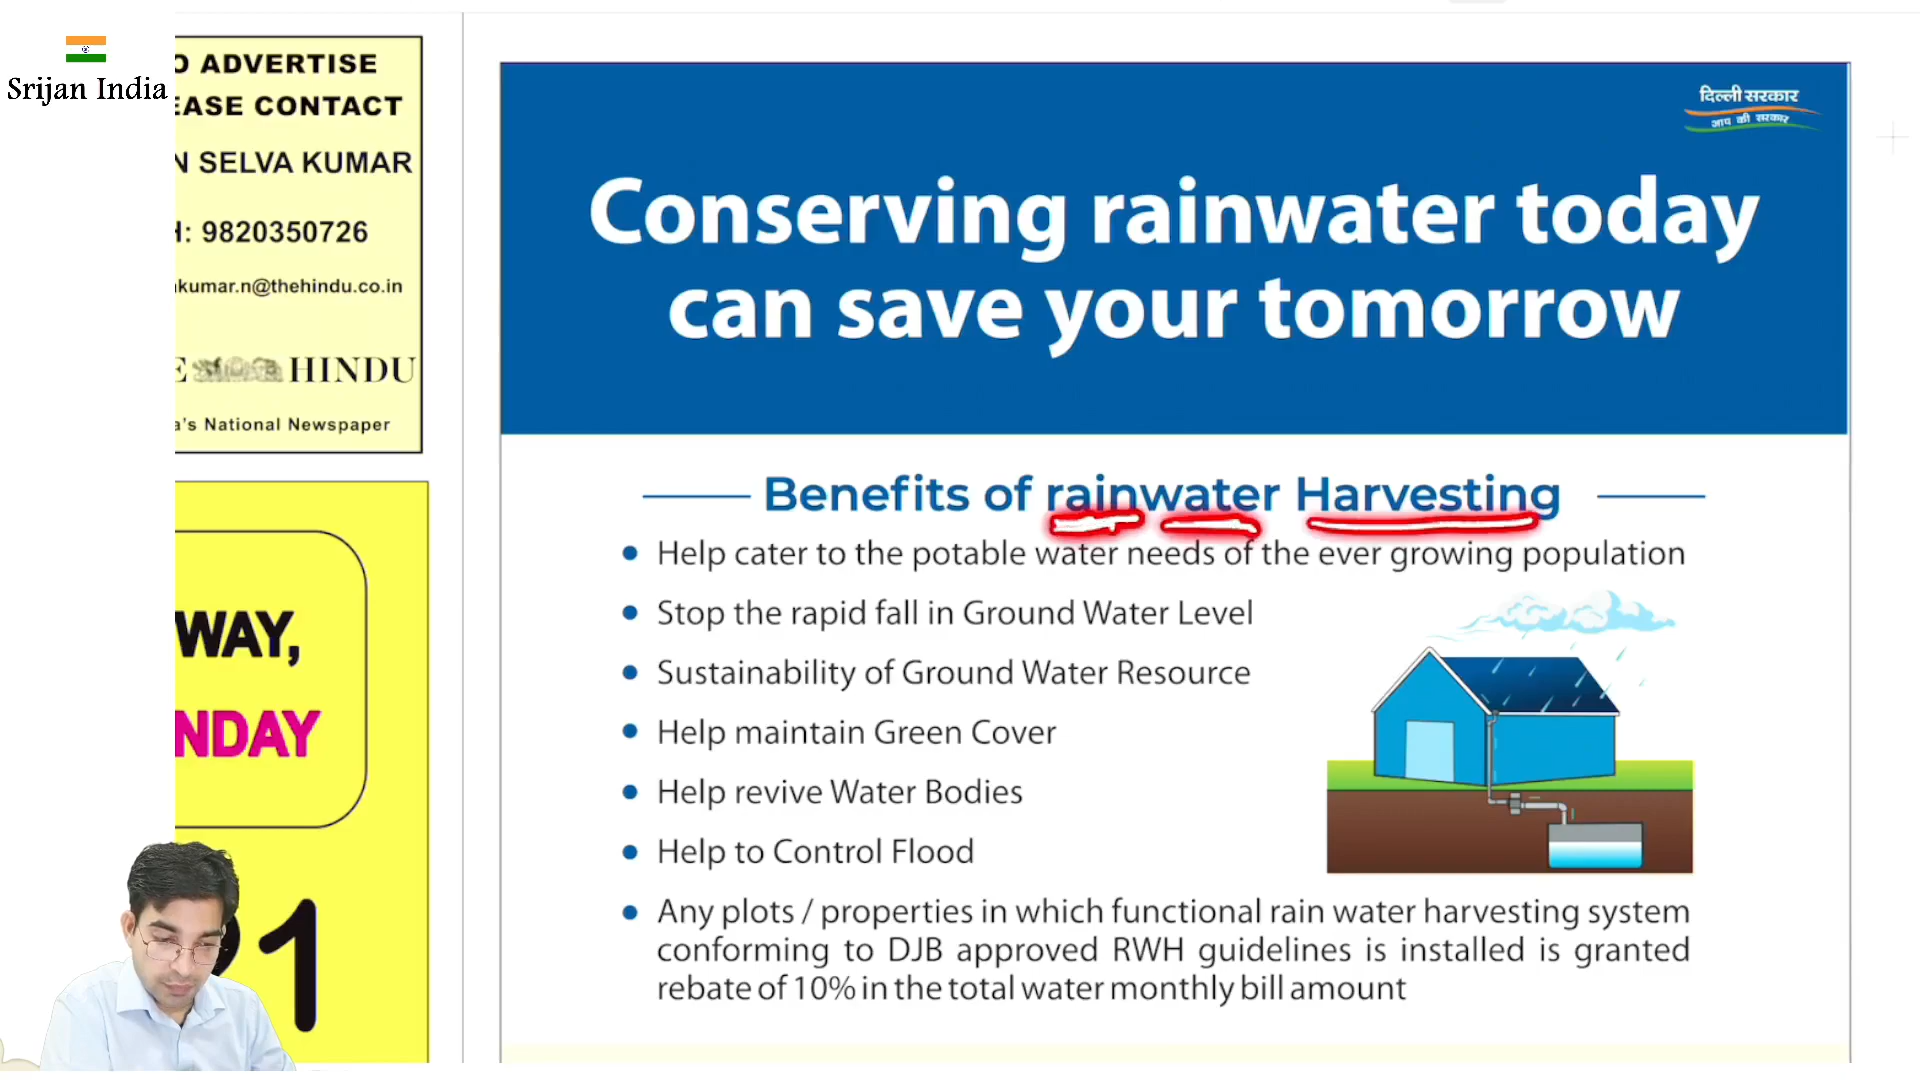 Srijan India
O ADVERTISE
EASE CONTACT
N SELVA KUMAR
H: 9820350726
kumar.n@thehindu.co.in
E HINDU
a's National Newspaper
WAY,
NDAY
21
दिल्ली सरकार
आप की सरकार
Conserving rainwater today
can save your tomorrow
Benefits of rainwater Harvesting
• Help cater to the potable water needs of the ever growing population
• Stop the rapid fall in Ground Water Level
• Sustainability of Ground Water Resource
• Help maintain Green Cover
• Help revive Water Bodies
• Help to Control Flood
• Any plots / properties in which functional rain water harvesting system
conforming to DJB approved RWH guidelines is installed is granted
rebate of 10% in the total water monthly bill amount